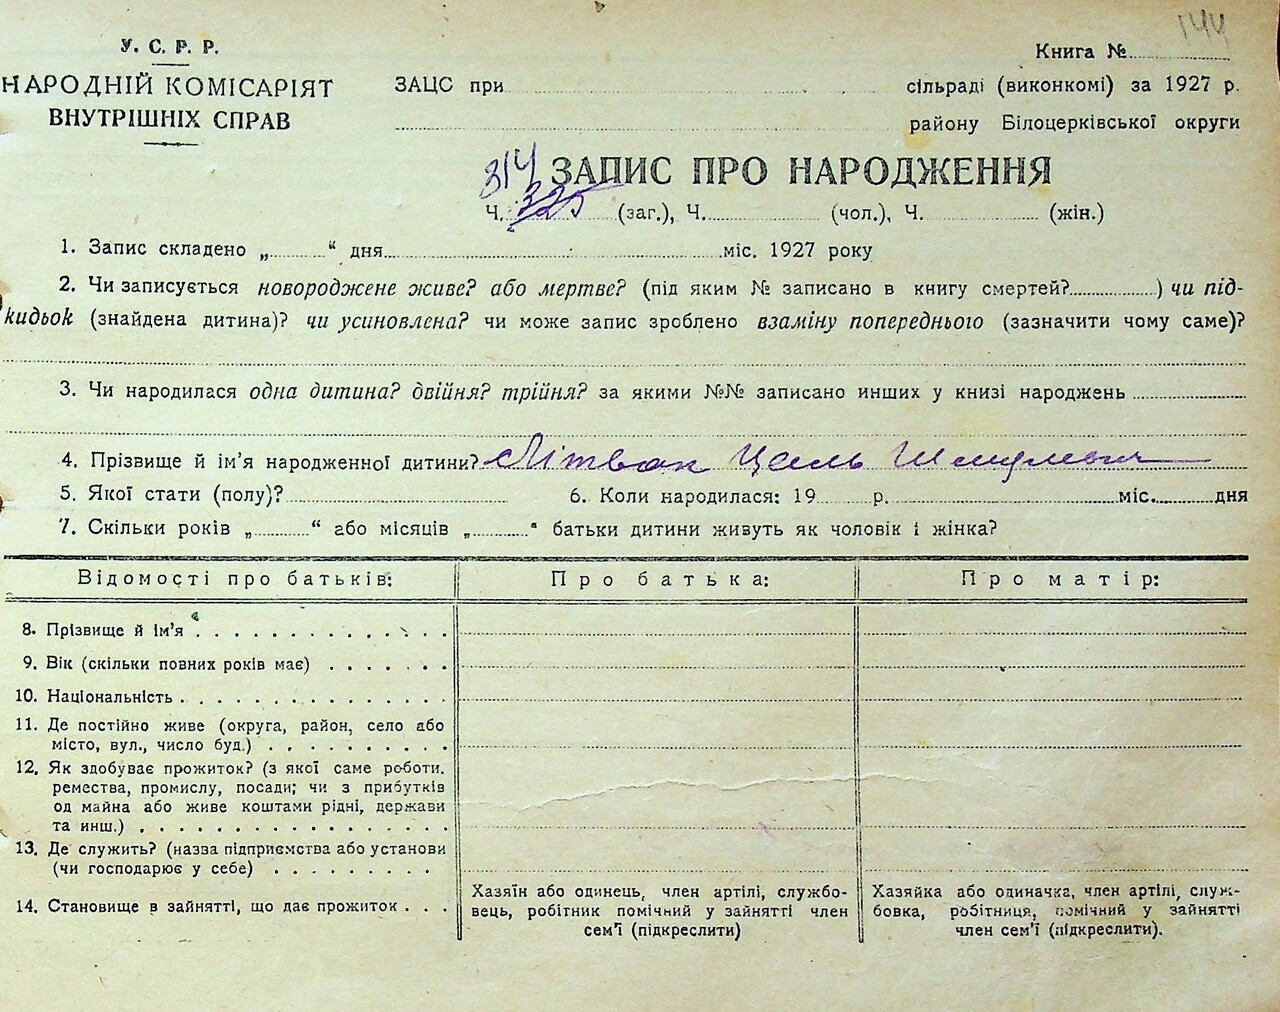 144
У. С. Р. Р.
Книга №
НАРОДНІЙ КОМІСАРІЯТ
ЗАЦС при сільраді (виконкомі) за 1927 р.
ВНУТРІШНІХ СПРАВ
району Білоцерківської округи
314 ЗАПИС ПРО НАРОДЖЕННЯ
Ч. 325 (заг.), Ч. (чол.), Ч. (жін.)
1. Запис складено „ “ дня міс. 1927 року
2. Чи записується новороджене живе? або мертве? (під яким № записано в книгу смертей? ) чи під-
кидьок (знайдена дитина)? чи усиновлена? чи може запис зроблено взаміну попереднього (зазначити чому саме)?
3. Чи народилася одна дитина? двійня? трійня? за якими №№ записано инших у книзі народжень
4. Прізвище й ім’я народженної дитини? Літвак Цаль
5. Якої стати (полу)? 6. Коли народилася: 19 р. міс. дня
7. Скільки років „ “ або місяців „ “ батьки дитини живуть як чоловік і жінка?
Відомості про батьків: Про батька: Про матір:
8. Прізвище й ім’я
9. Вік (скільки повних років має)
10. Національність
11. Де постійно живе (округа, район, село або
місто, вул., число буд.)
12. Як здобуває прожиток? (з якої саме роботи.
ремества, промислу, посади; чи з прибутків
од майна або живе коштами рідні, держави
та инш.)
13. Де служить? (назва підприємства або установи
(чи господарює у себе)
14. Становище в зайнятті, що дає прожиток
Хазяїн або одинець, член артілі, службо-
вець, робітник помічний у зайнятті член
сем’ї (підкреслити)
Хазяйка або одиначка, член артілі, служ-
бовка, робітниця, помічний у зайнятті
член сем’ї (підкреслити).